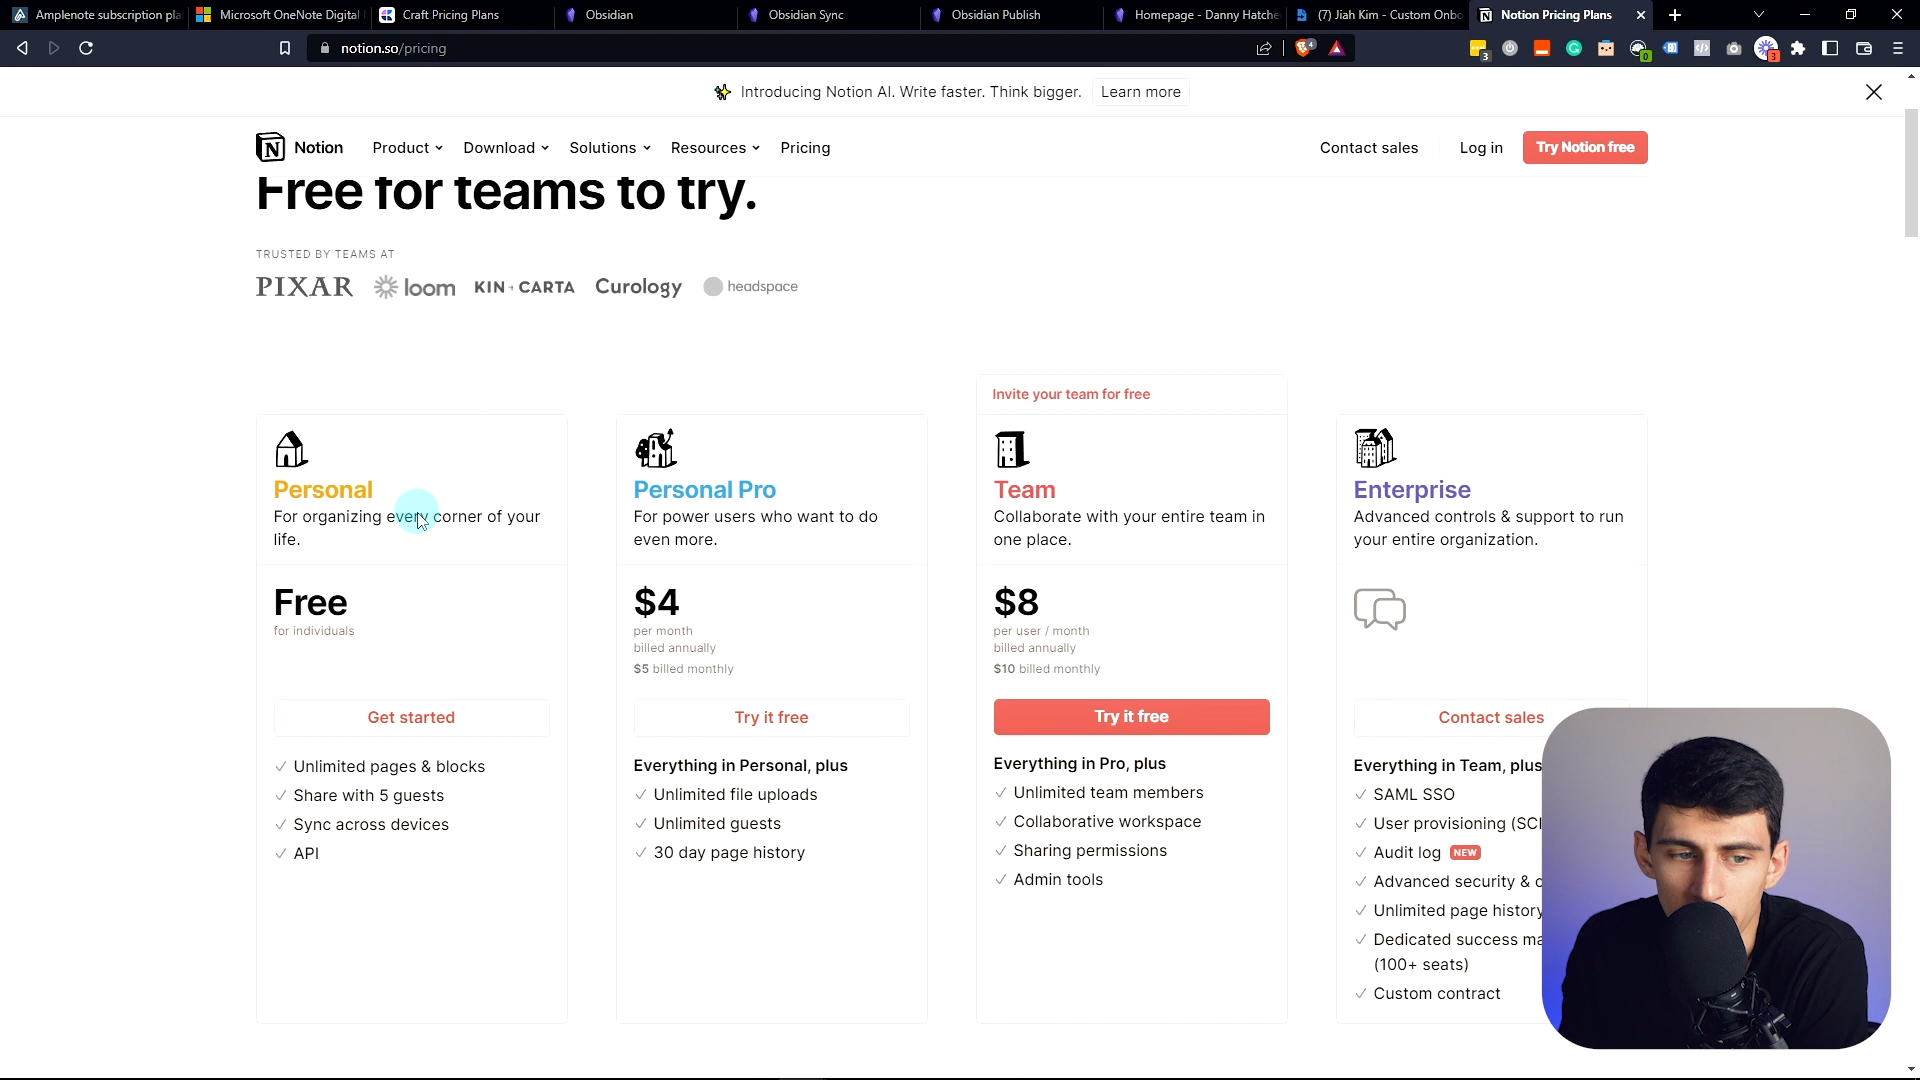 Amplenote subscription pla
Microsoft OneNote Digital
Craft Pricing Plans
Obsidian
Obsidian Sync
Obsidian Publish
Homepage - Danny Hatche
(7) Jiah Kim - Custom Onbo
Notion Pricing Plans
notion.so/pricing
Introducing Notion AI. Write faster. Think bigger.
Learn more
Notion
Product
Download
Solutions
Resources
Pricing
Contact sales
Log in
Try Notion free
Free for teams to try.
TRUSTED BY TEAMS AT
PIXAR
loom
KIN + CARTA
Curology
headspace
Personal
For organizing every corner of your
life.
Free
for individuals
Get started
Unlimited pages & blocks
Share with 5 guests
Sync across devices
API
Personal Pro
For power users who want to do
even more.
$4
per month
billed annually
$5 billed monthly
Try it free
Everything in Personal, plus
Unlimited file uploads
Unlimited guests
30 day page history
Invite your team for free
Team
Collaborate with your entire team in
one place.
$8
per user / month
billed annually
$10 billed monthly
Try it free
Everything in Pro, plus
Unlimited team members
Collaborative workspace
Sharing permissions
Admin tools
Enterprise
Advanced controls & support to run
your entire organization.
Contact sales
Everything in Team, plus
SAML SSO
User provisioning (SCI
Audit log NEW
Advanced security & c
Unlimited page history
Dedicated success ma
(100+ seats)
Custom contract